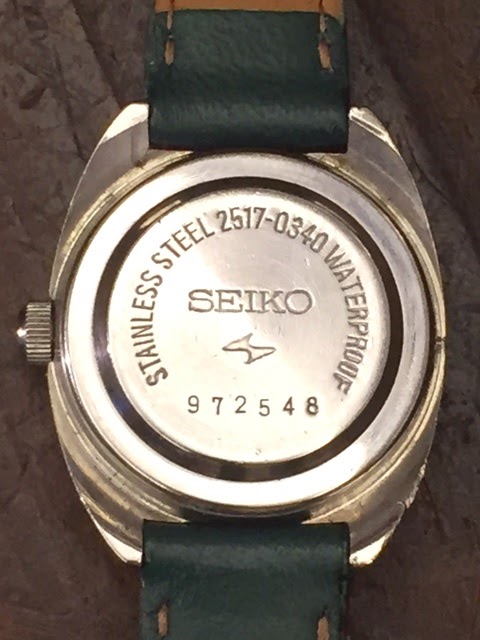 STAINLESS STEEL 2517-0340 WATERPROOF
SEIKO
972548